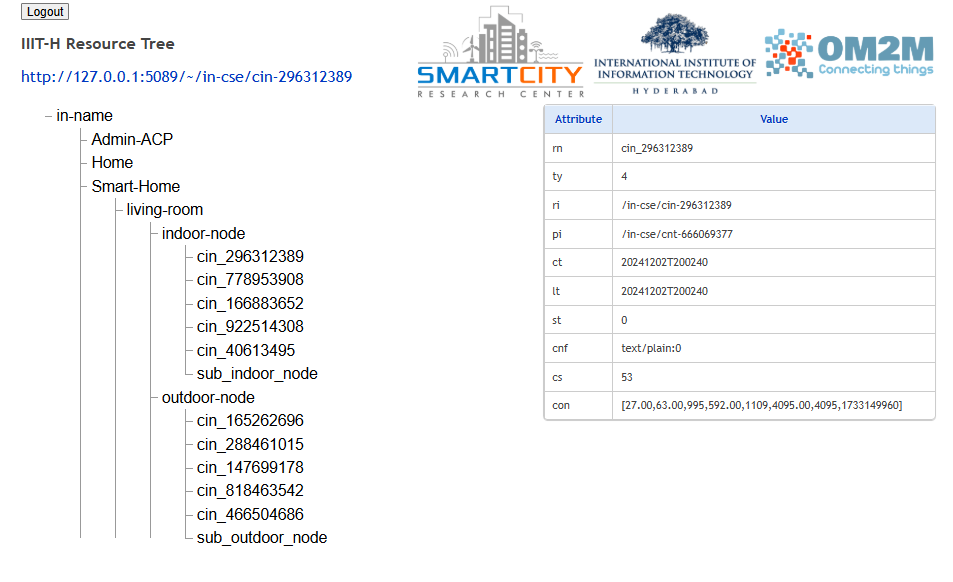 Logout
IIIT-H Resource Tree
http://127.0.0.1:5089/~/in-cse/cin-296312389
SMARTCITY
RESEARCH CENTER
INTERNATIONAL INSTITUTE OF
INFORMATION TECHNOLOGY
HYDERABAD
OM2M
Connecting things
in-name
Admin-ACP
Home
Smart-Home
living-room
indoor-node
cin_296312389
cin_778953908
cin_166883652
cin_922514308
cin_40613495
sub_indoor_node
outdoor-node
cin_165262696
cin_288461015
cin_147699178
cin_818463542
cin_466504686
sub_outdoor_node
Attribute Value
rn cin_296312389
ty 4
ri /in-cse/cin-296312389
pi /in-cse/cnt-666069377
ct 20241202T200240
lt 20241202T200240
st 0
cnf text/plain:0
cs 53
con [27.00,63.00,995,592.00,1109,4095.00,4095,1733149960]